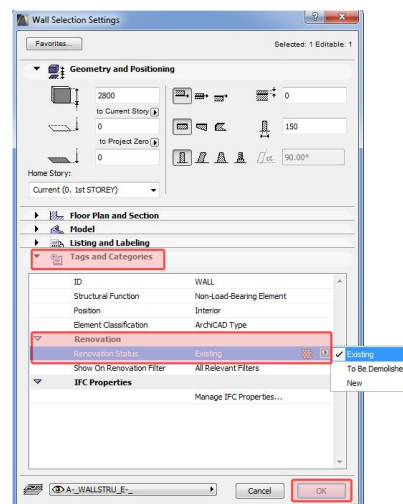 Wall Selection Settings
Favorites...
Selected: 1 Editable: 1
Geometry and Positioning
2800
0
to Current Story
0
150
to Project Zero
0
α
90.00°
Home Story:
Current (0. 1st STOREY)
Floor Plan and Section
Model
Listing and Labeling
Tags and Categories
ID WALL
Structural Function Non-Load-Bearing Element
Position Interior
Element Classification ArchiCAD Type
Renovation
Renovation Status Existing
Existing
To Be Demolishe
Show On Renovation Filter All Relevant Filters
New
IFC Properties
Manage IFC Properties...
A-_WALLSTRU_E-_
Cancel
OK